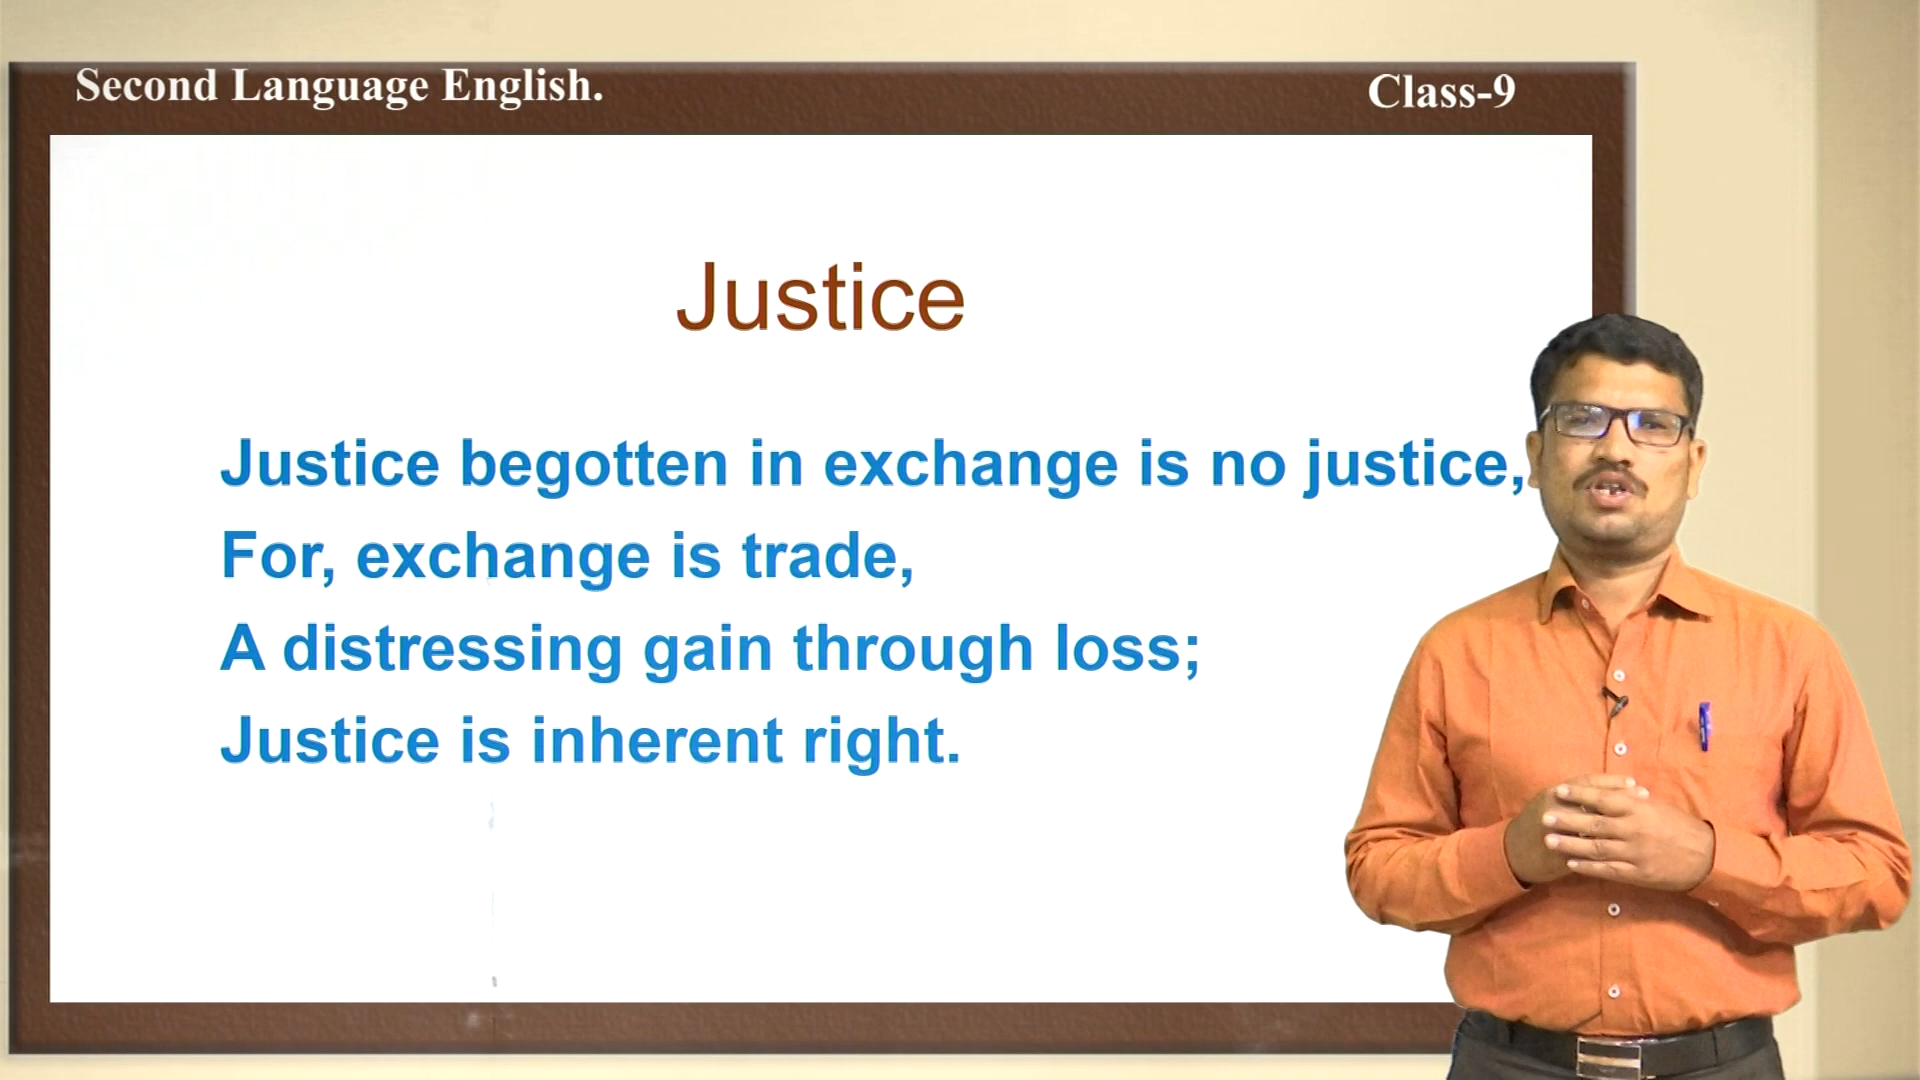 Second Language English.
Class-9
Justice
Justice begotten in exchange is no justice,
For, exchange is trade,
A distressing gain through loss;
Justice is inherent right.